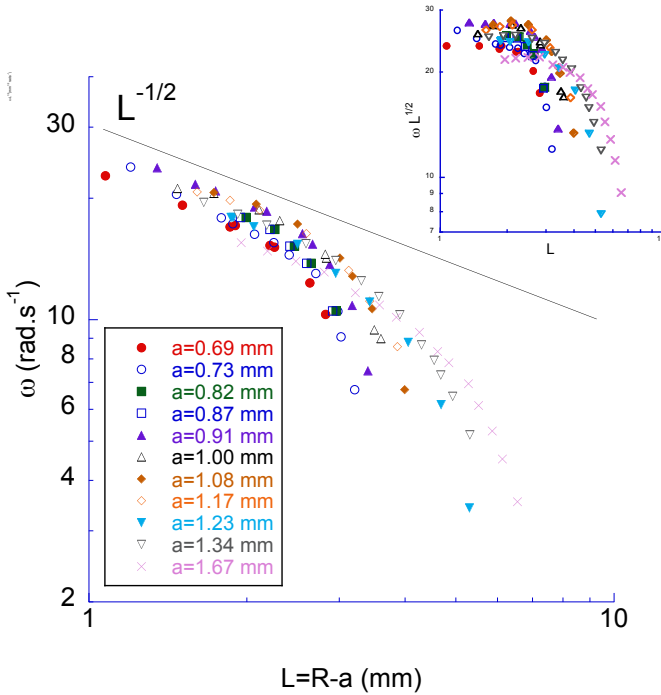 30
20
ω L^1/2
10
9
8
7
1
L
1
L^-1/2
30
10
8
6
4
2
ω (rad.s^-1)
a=0.69 mm
a=0.73 mm
a=0.82 mm
a=0.87 mm
a=0.91 mm
a=1.00 mm
a=1.08 mm
a=1.17 mm
a=1.23 mm
a=1.34 mm
a=1.67 mm
1
10
L=R-a (mm)